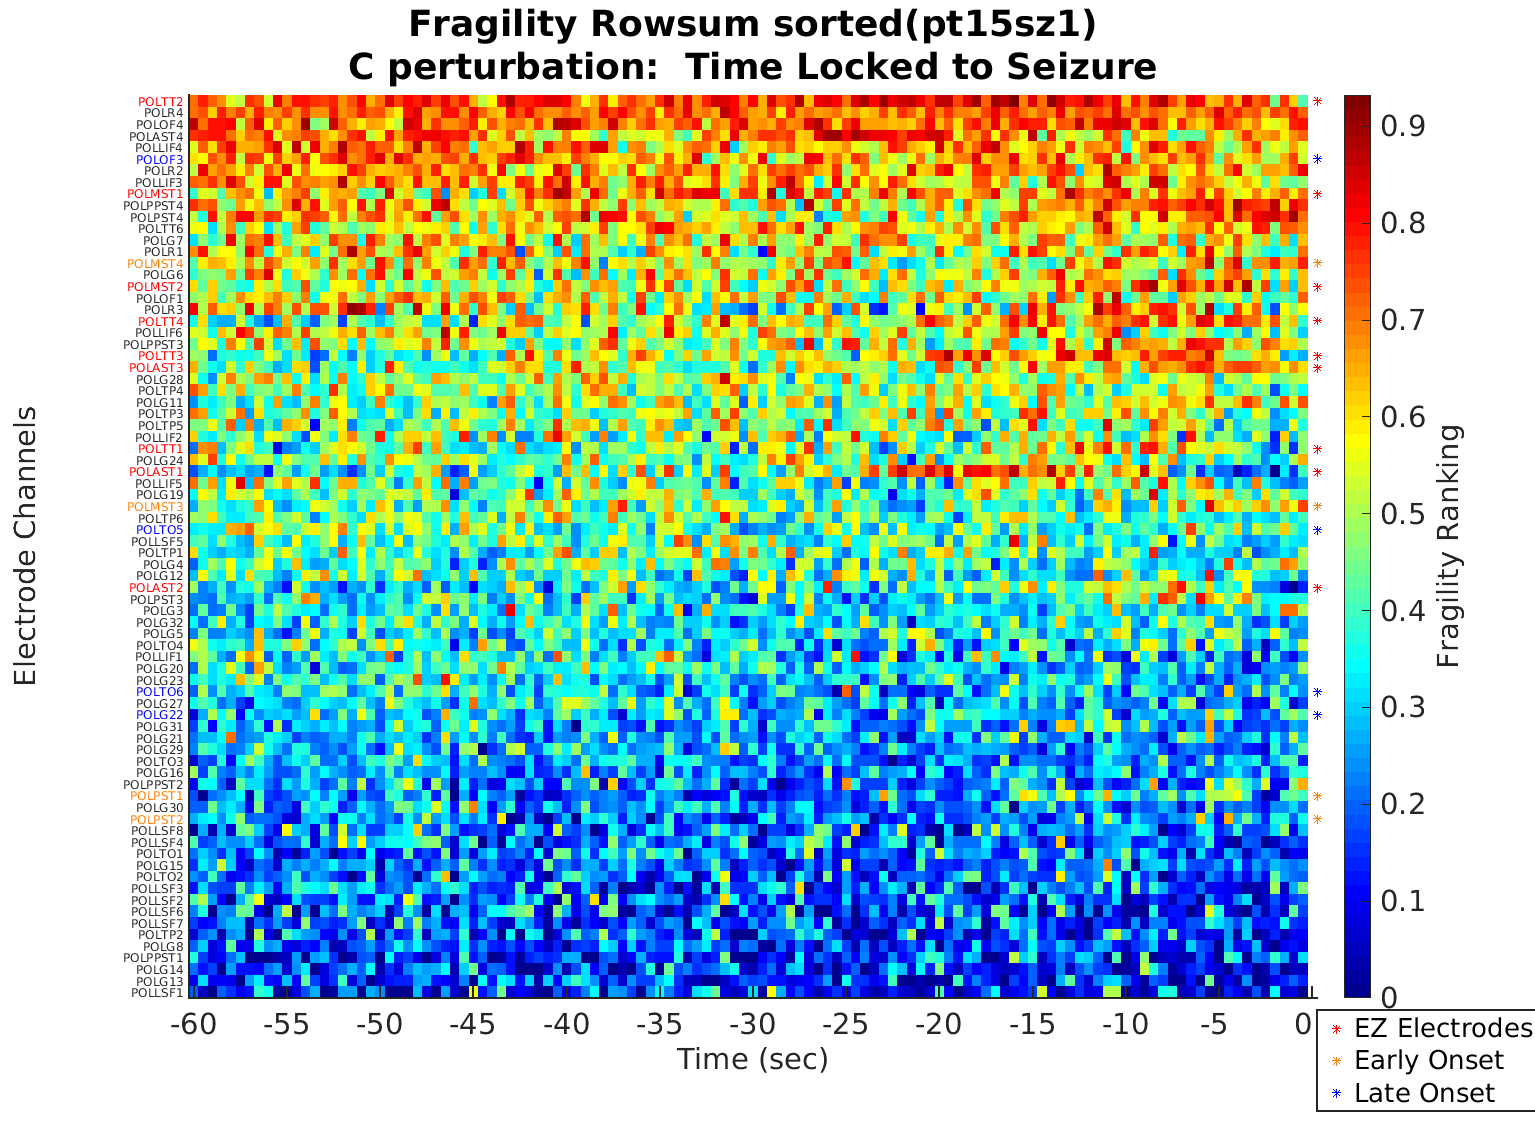 Fragility Rowsum sorted(pt15sz1)
C perturbation: Time Locked to Seizure
Electrode Channels
POLTT2
POLR4
POLOF4
POLAST4
POLLIF4
POLOF3
POLR2
POLLIF3
POLMST1
POLPPST4
POLPST4
POLTT6
POLG7
POLR1
POLMST4
POLG6
POLMST2
POLOF1
POLR3
POLTT4
POLLIF6
POLPPST3
POLTT3
POLAST3
POLG28
POLTP4
POLG11
POLTP3
POLTP5
POLLIF2
POLTT1
POLG24
POLAST1
POLLIF5
POLG19
POLMST3
POLTP6
POLTO5
POLLSF5
POLTP1
POLG4
POLG12
POLAST2
POLPST3
POLG3
POLG32
POLG5
POLTO4
POLLIF1
POLG20
POLG23
POLTO6
POLG27
POLG22
POLG31
POLG21
POLG29
POLTO3
POLG16
POLPPST2
POLPST1
POLG30
POLPST2
POLLSF8
POLLSF4
POLTO1
POLG15
POLTO2
POLLSF3
POLLSF2
POLLSF6
POLLSF7
POLTP2
POLG8
POLPPST1
POLG14
POLG13
POLLSF1
-60 -55 -50 -45 -40 -35 -30 -25 -20 -15 -10 -5 0
Time (sec)
0.9
0.8
0.7
0.6
0.5
0.4
0.3
0.2
0.1
0
Fragility Ranking
EZ Electrodes
Early Onset
Late Onset